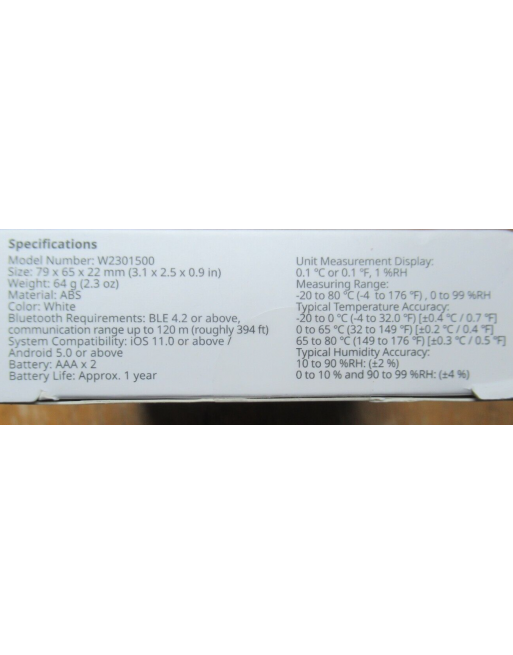 Specifications
Model Number: W2301500
Size: 79 x 65 x 22 mm (3.1 x 2.5 x 0.9 in)
Weight: 64 g (2.3 oz)
Material: ABS
Color: White
Bluetooth Requirements: BLE 4.2 or above,
communication range up to 120 m (roughly 394 ft)
System Compatibility: iOS 11.0 or above /
Android 5.0 or above
Battery: AAA x 2
Battery Life: Approx. 1 year
Unit Measurement Display:
0.1 °C or 0.1 °F, 1 %RH
Measuring Range:
-20 to 80 °C (-4 to 176 °F) , 0 to 99 %RH
Typical Temperature Accuracy:
-20 to 0 °C (-4 to 32.0 °F) [±0.4 °C / 0.7 °F]
0 to 65 °C (32 to 149 °F) [±0.2 °C / 0.4 °F]
65 to 80 °C (149 to 176 °F) [±0.3 °C / 0.5 °F]
Typical Humidity Accuracy:
10 to 90 %RH: (±2 %)
0 to 10 % and 90 to 99 %RH: (±4 %)